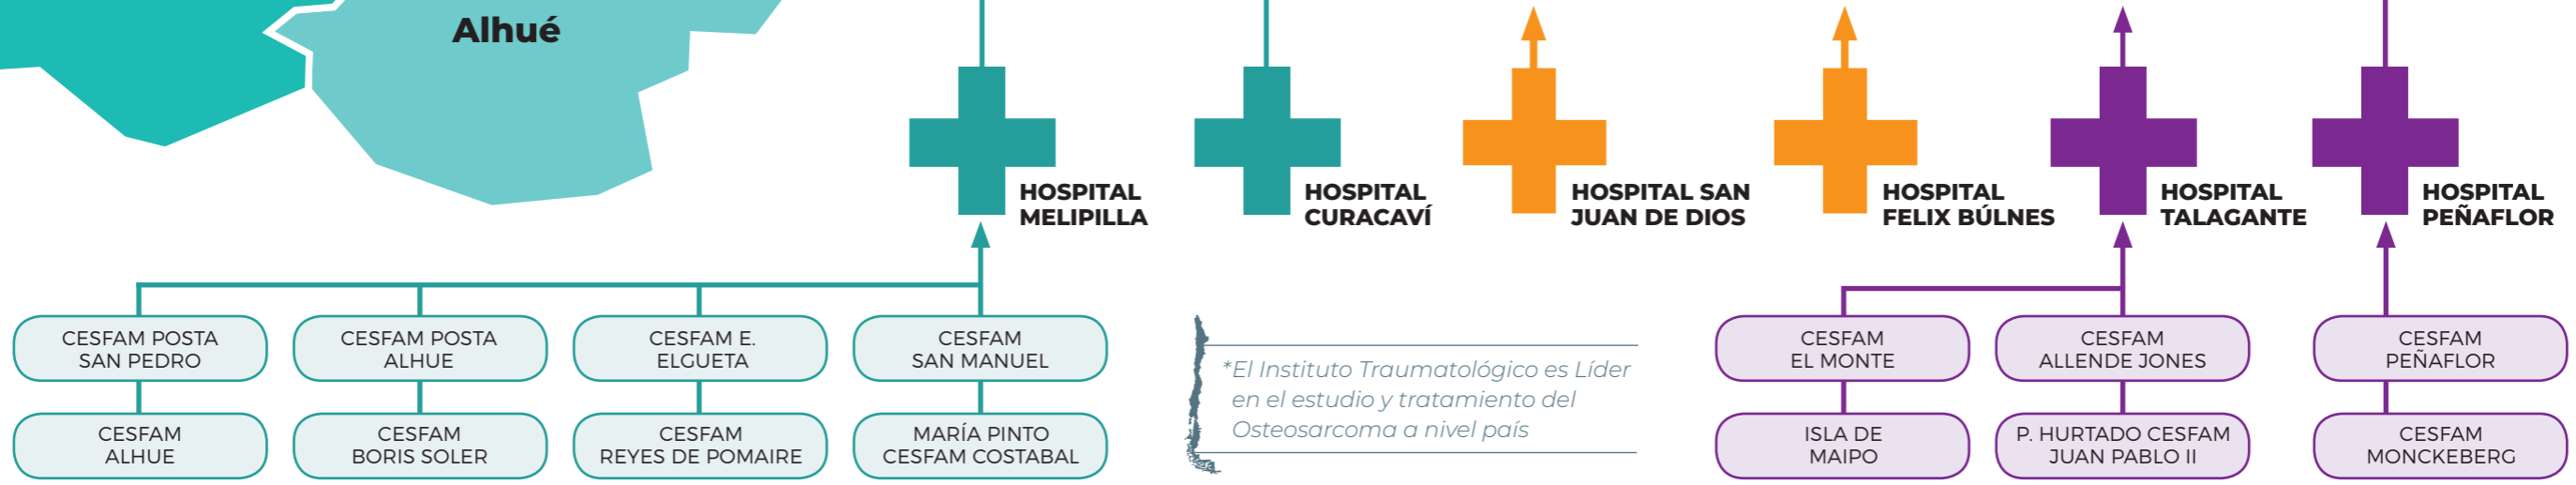 Alhué
HOSPITAL
MELIPILLA
HOSPITAL
CURACAVÍ
HOSPITAL SAN
JUAN DE DIOS
HOSPITAL
FELIX BÚLNES
HOSPITAL
TALAGANTE
HOSPITAL
PEÑAFLOR
CESFAM POSTA
SAN PEDRO
CESFAM POSTA
ALHUE
CESFAM E.
ELGUETA
CESFAM
SAN MANUEL
CESFAM
ALHUE
CESFAM
BORIS SOLER
CESFAM
REYES DE POMAIRE
MARÍA PINTO
CESFAM COSTABAL
*El Instituto Traumatológico es Líder
en el estudio y tratamiento del
Osteosarcoma a nivel país
CESFAM
EL MONTE
CESFAM
ALLENDE JONES
CESFAM
PEÑAFLOR
ISLA DE
MAIPO
P. HURTADO CESFAM
JUAN PABLO II
CESFAM
MONCKEBERG